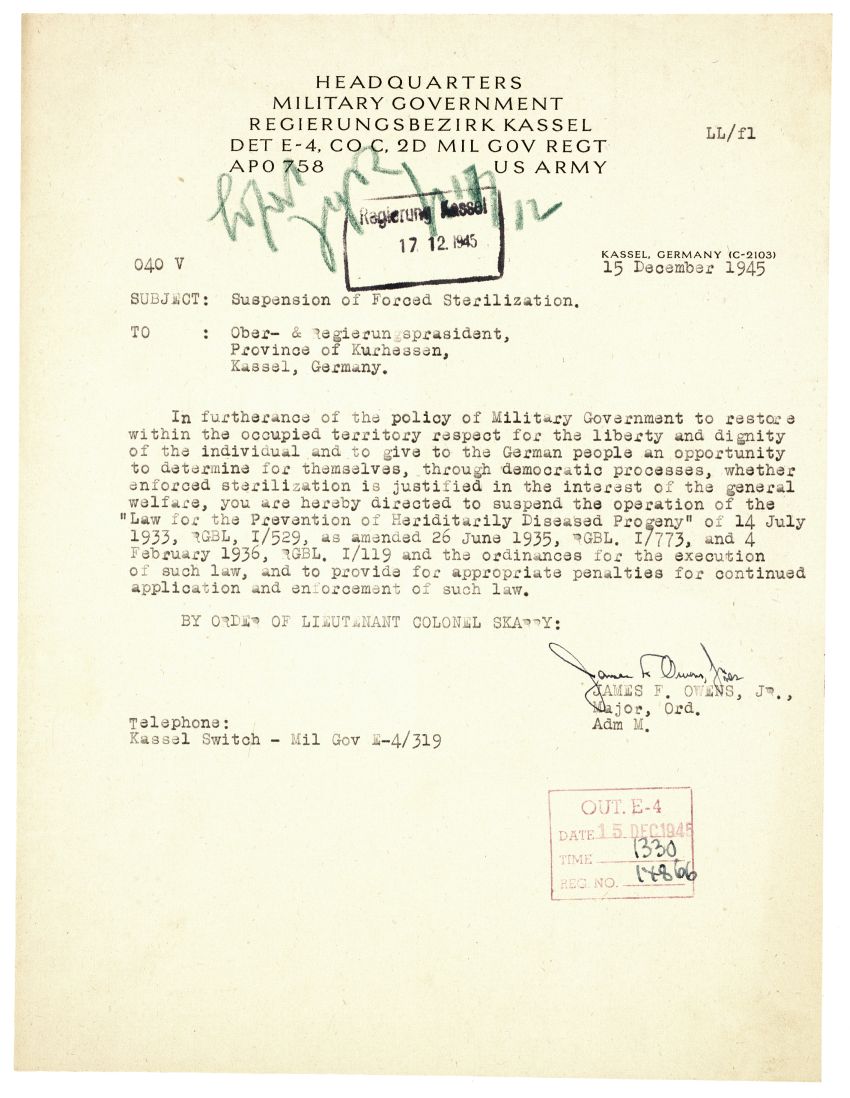 HEADQUARTERS
MILITARY GOVERNMENT
REGIERUNGSBEZIRK KASSEL
DET E-4, CO C, 2D MIL GOV REGT
APO 758 US ARMY
LL/fl
Regierung Kassel
17. 12. 1945
12
KASSEL, GERMANY (C-2103)
040 V 15 December 1945
SUBJECT: Suspension of Forced Sterilization.
TO : Ober- & Regierungsprasident,
Province of Kurhessen,
Kassel, Germany.
In furtherance of the policy of Military Government to restore
within the occupied territory respect for the liberty and dignity
of the individual and to give to the German people an opportunity
to determine for themselves, through democratic processes, whether
enforced sterilization is justified in the interest of the general
welfare, you are hereby directed to suspend the operation of the
"Law for the Prevention of Heriditarily Diseased Progeny" of 14 July
1933, RGBL, I/529, as amended 26 June 1935, RGBL. I/773, and 4
February 1936, RGBL. I/119 and the ordinances for the execution
of such law, and to provide for appropriate penalties for continued
application and enforcement of such law.
BY ORDER OF LIEUTENANT COLONEL SKARRY:
James F. Owens, Jr
JAMES F. OWENS, Jr.,
Major, Ord.
Adm M.
Telephone:
Kassel Switch - Mil Gov E-4/319
OUT. E-4
DATE 15 DEC 1945
TIME 1330
REG. NO. 14866